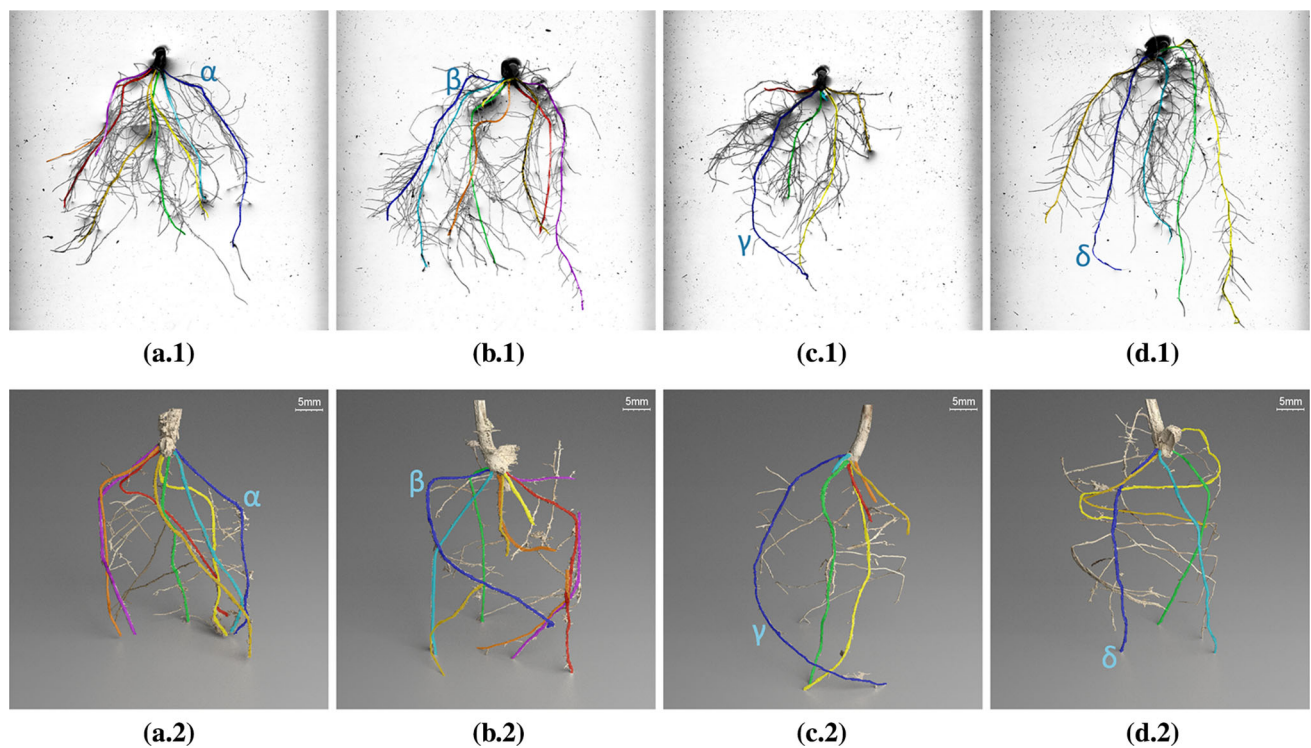 α
β
γ
δ
(a.1)
(b.1)
(c.1)
(d.1)
5mm
5mm
5mm
5mm
α
β
γ
δ
(a.2)
(b.2)
(c.2)
(d.2)